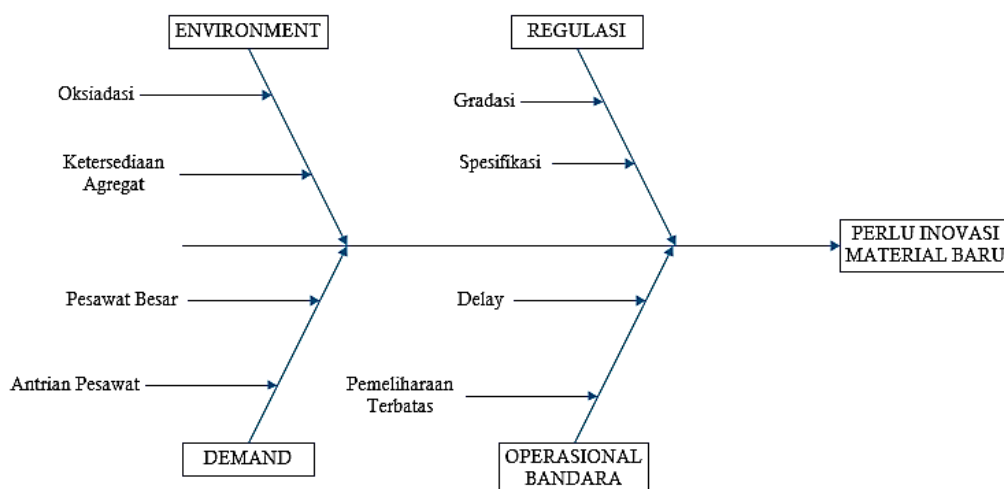 ENVIRONMENT
REGULASI
Oksiadasi
Gradasi
Ketersediaan
Agregat
Spesifikasi
PERLU INOVASI
MATERIAL BARU
Pesawat Besar
Delay
Antrian Pesawat
Pemeliharaan
Terbatas
DEMAND
OPERASIONAL
BANDARA